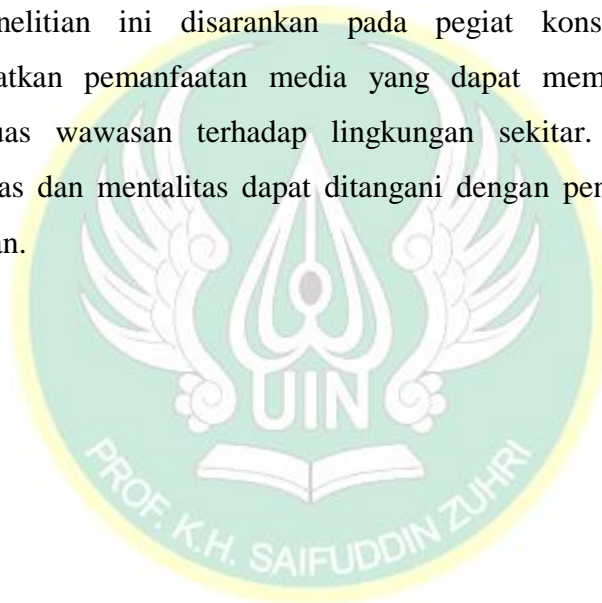 nelitian ini disarankan pada pegiat kons
atkan pemanfaatan media yang dapat mem
uas wawasan terhadap lingkungan sekitar.
as dan mentalitas dapat ditangani dengan per
an.
UIN
PROF. K.H. SAIFUDDIN ZUHRI